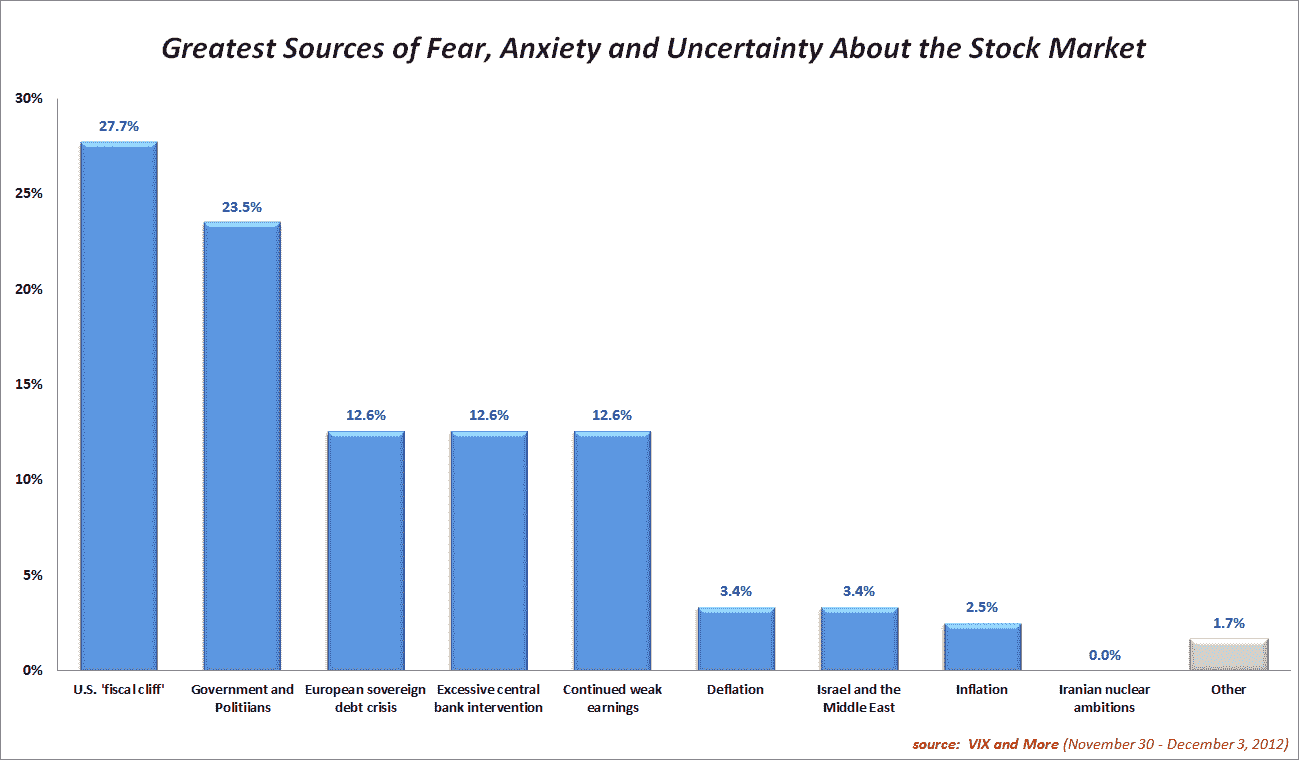 Greatest Sources of Fear, Anxiety and Uncertainty About the Stock Market
30%
25%
20%
15%
10%
5%
0%
27.7%
23.5%
12.6%
12.6%
12.6%
3.4%
3.4%
2.5%
0.0%
1.7%
U.S. 'fiscal cliff'
Government and
Politiians
European sovereign
debt crisis
Excessive central
bank intervention
Continued weak
earnings
Deflation
Israel and the
Middle East
Inflation
Iranian nuclear
ambitions
Other
source: VIX and More (November 30 - December 3, 2012)